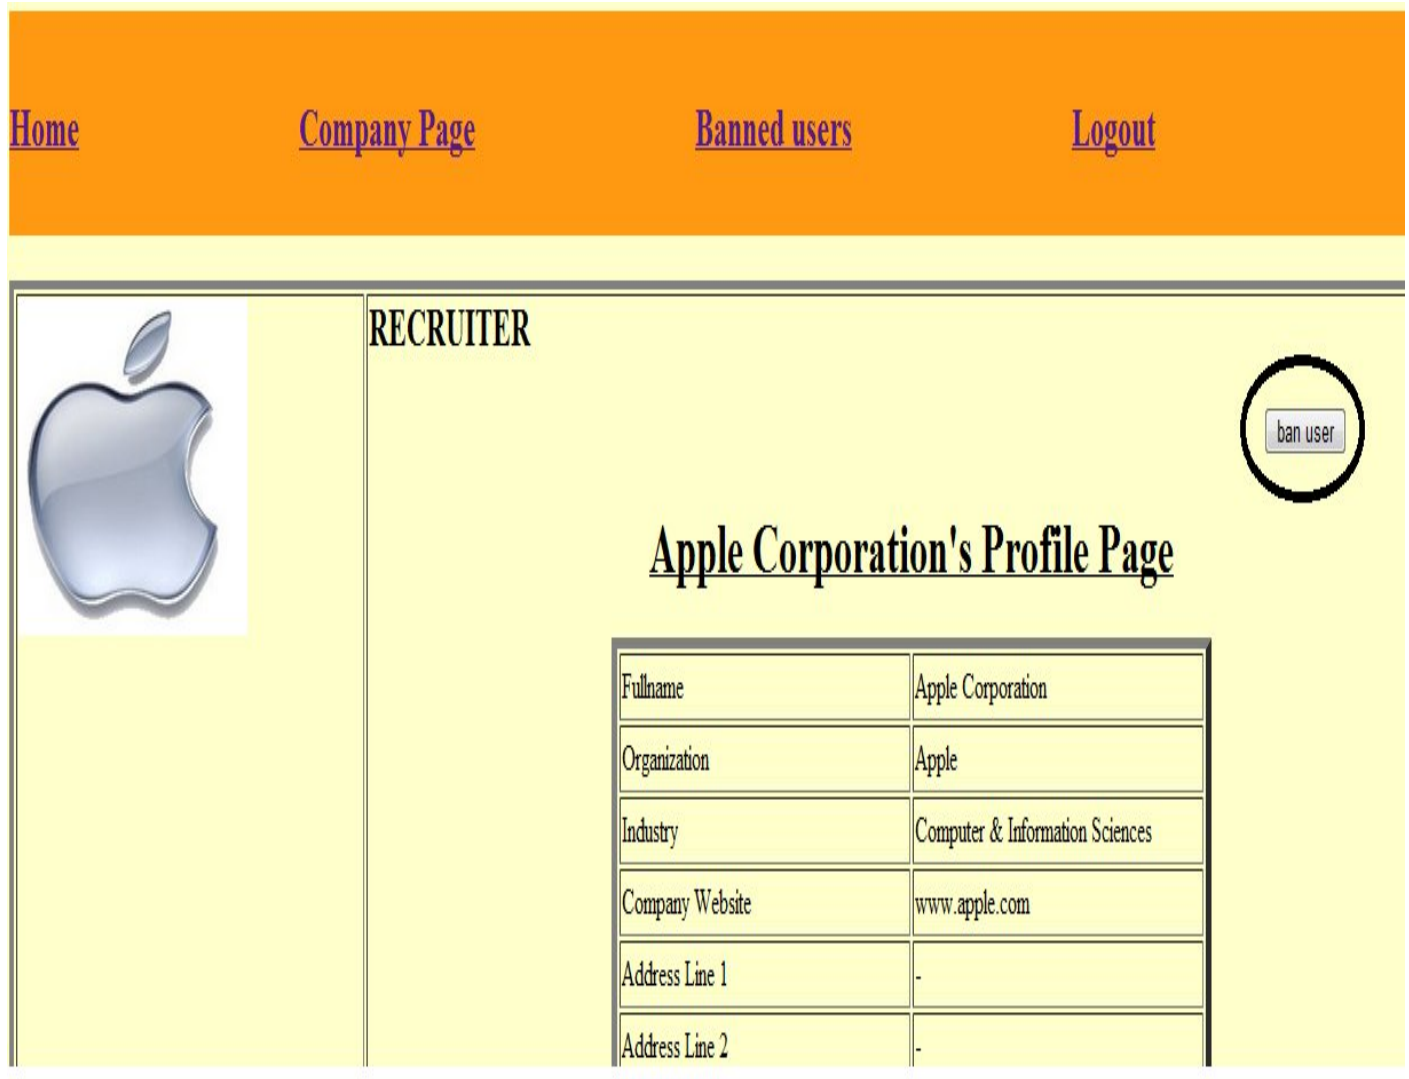 Home Company Page Banned users Logout
RECRUITER
ban user
Apple Corporation's Profile Page
Fullname Apple Corporation
Organization Apple
Industry Computer & Information Sciences
Company Website www.apple.com
Address Line 1 -
Address Line 2 -